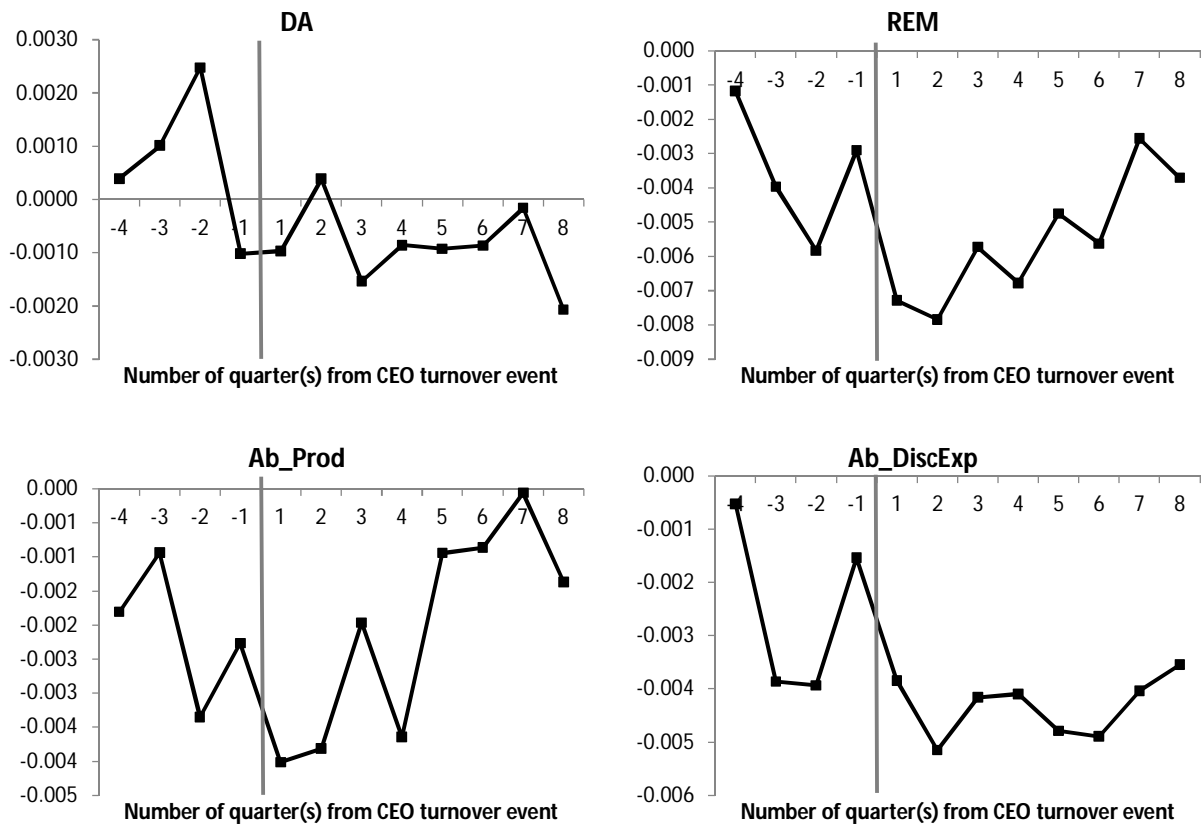 DA
0.0030
0.0020
0.0010
0.0000
-0.0010
-0.0020
-0.0030
-4 -3 -2 -1 1 2 3 4 5 6 7 8
Number of quarter(s) from CEO turnover event
REM
0.000
-0.001
-0.002
-0.003
-0.004
-0.005
-0.006
-0.007
-0.008
-0.009
-4 -3 -2 -1 1 2 3 4 5 6 7 8
Number of quarter(s) from CEO turnover event
Ab_Prod
0.000
-0.001
-0.001
-0.002
-0.002
-0.003
-0.003
-0.004
-0.004
-0.005
-4 -3 -2 -1 1 2 3 4 5 6 7 8
Number of quarter(s) from CEO turnover event
Ab_DiscExp
0.000
-0.001
-0.002
-0.003
-0.004
-0.005
-0.006
-4 -3 -2 -1 1 2 3 4 5 6 7 8
Number of quarter(s) from CEO turnover event